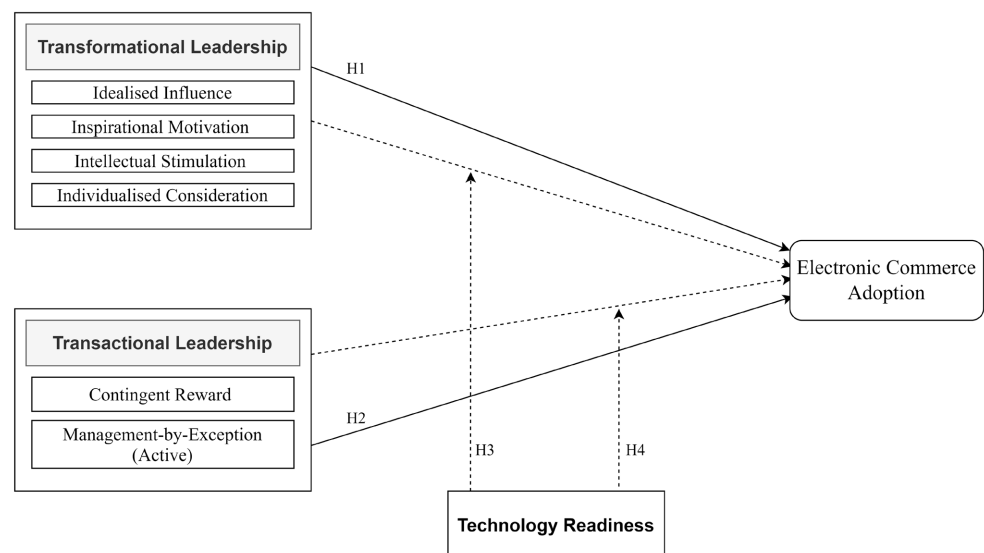 Transformational Leadership
Idealised Influence
Inspirational Motivation
Intellectual Stimulation
Individualised Consideration
H1
Electronic Commerce
Adoption
Transactional Leadership
Contingent Reward
Management-by-Exception
(Active)
H2
H3
H4
Technology Readiness